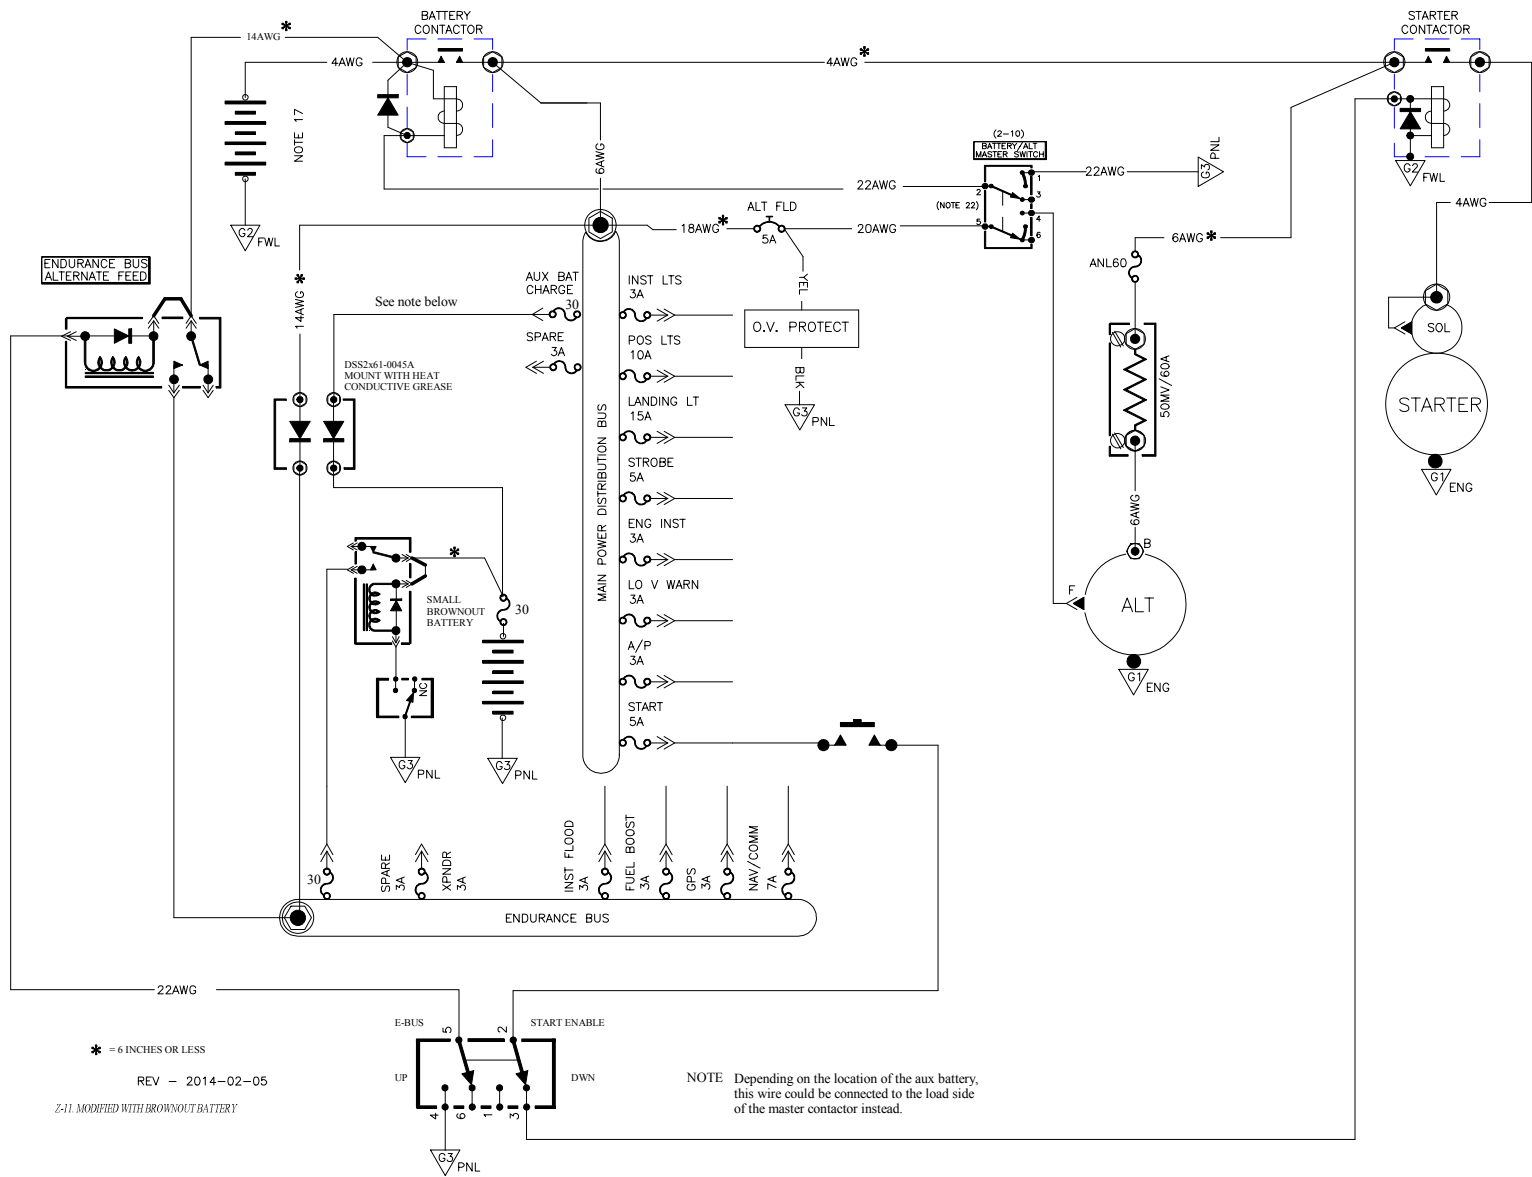 BATTERY
CONTACTOR
STARTER
CONTACTOR
14AWG *
4AWG
4AWG *
NOTE 17
6AWG
(2-10)
BATTERY/ALT
MASTER SWITCH
22AWG
22AWG
G3
PNL
G2
FWL
4AWG
1
2
3
(NOTE 22)
4
5
6
ALT FLD
18AWG *
5A
20AWG
6AWG *
G2
FWL
ENDURANCE BUS
ALTERNATE FEED
14AWG *
AUX BAT
CHARGE
30
See note below
SPARE
3A
INST LTS
3A
POS LTS
10A
LANDING LT
15A
STROBE
5A
ENG INST
3A
LO V WARN
3A
A/P
3A
START
5A
MAIN POWER DISTRIBUTION BUS
YEL
O.V. PROTECT
BLK
G3
PNL
ANL60
50MV/60A
6AWG
B
F
ALT
G1
ENG
SOL
STARTER
G1
ENG
DSS2x61-0045A
MOUNT WITH HEAT
CONDUCTIVE GREASE
*
SMALL
BROWNOUT
BATTERY
30
NC
G3
PNL
G3
PNL
30
SPARE
3A
XPNDR
3A
INST FLOOD
3A
FUEL BOOST
3A
GPS
3A
NAV/COMM
7A
ENDURANCE BUS
22AWG
E-BUS
5
2
START ENABLE
UP
DWN
4
6
1
3
G3
PNL
* = 6 INCHES OR LESS
REV - 2014-02-05
Z-11. MODIFIED WITH BROWNOUT BATTERY
NOTE Depending on the location of the aux battery,
this wire could be connected to the load side
of the master contactor instead.